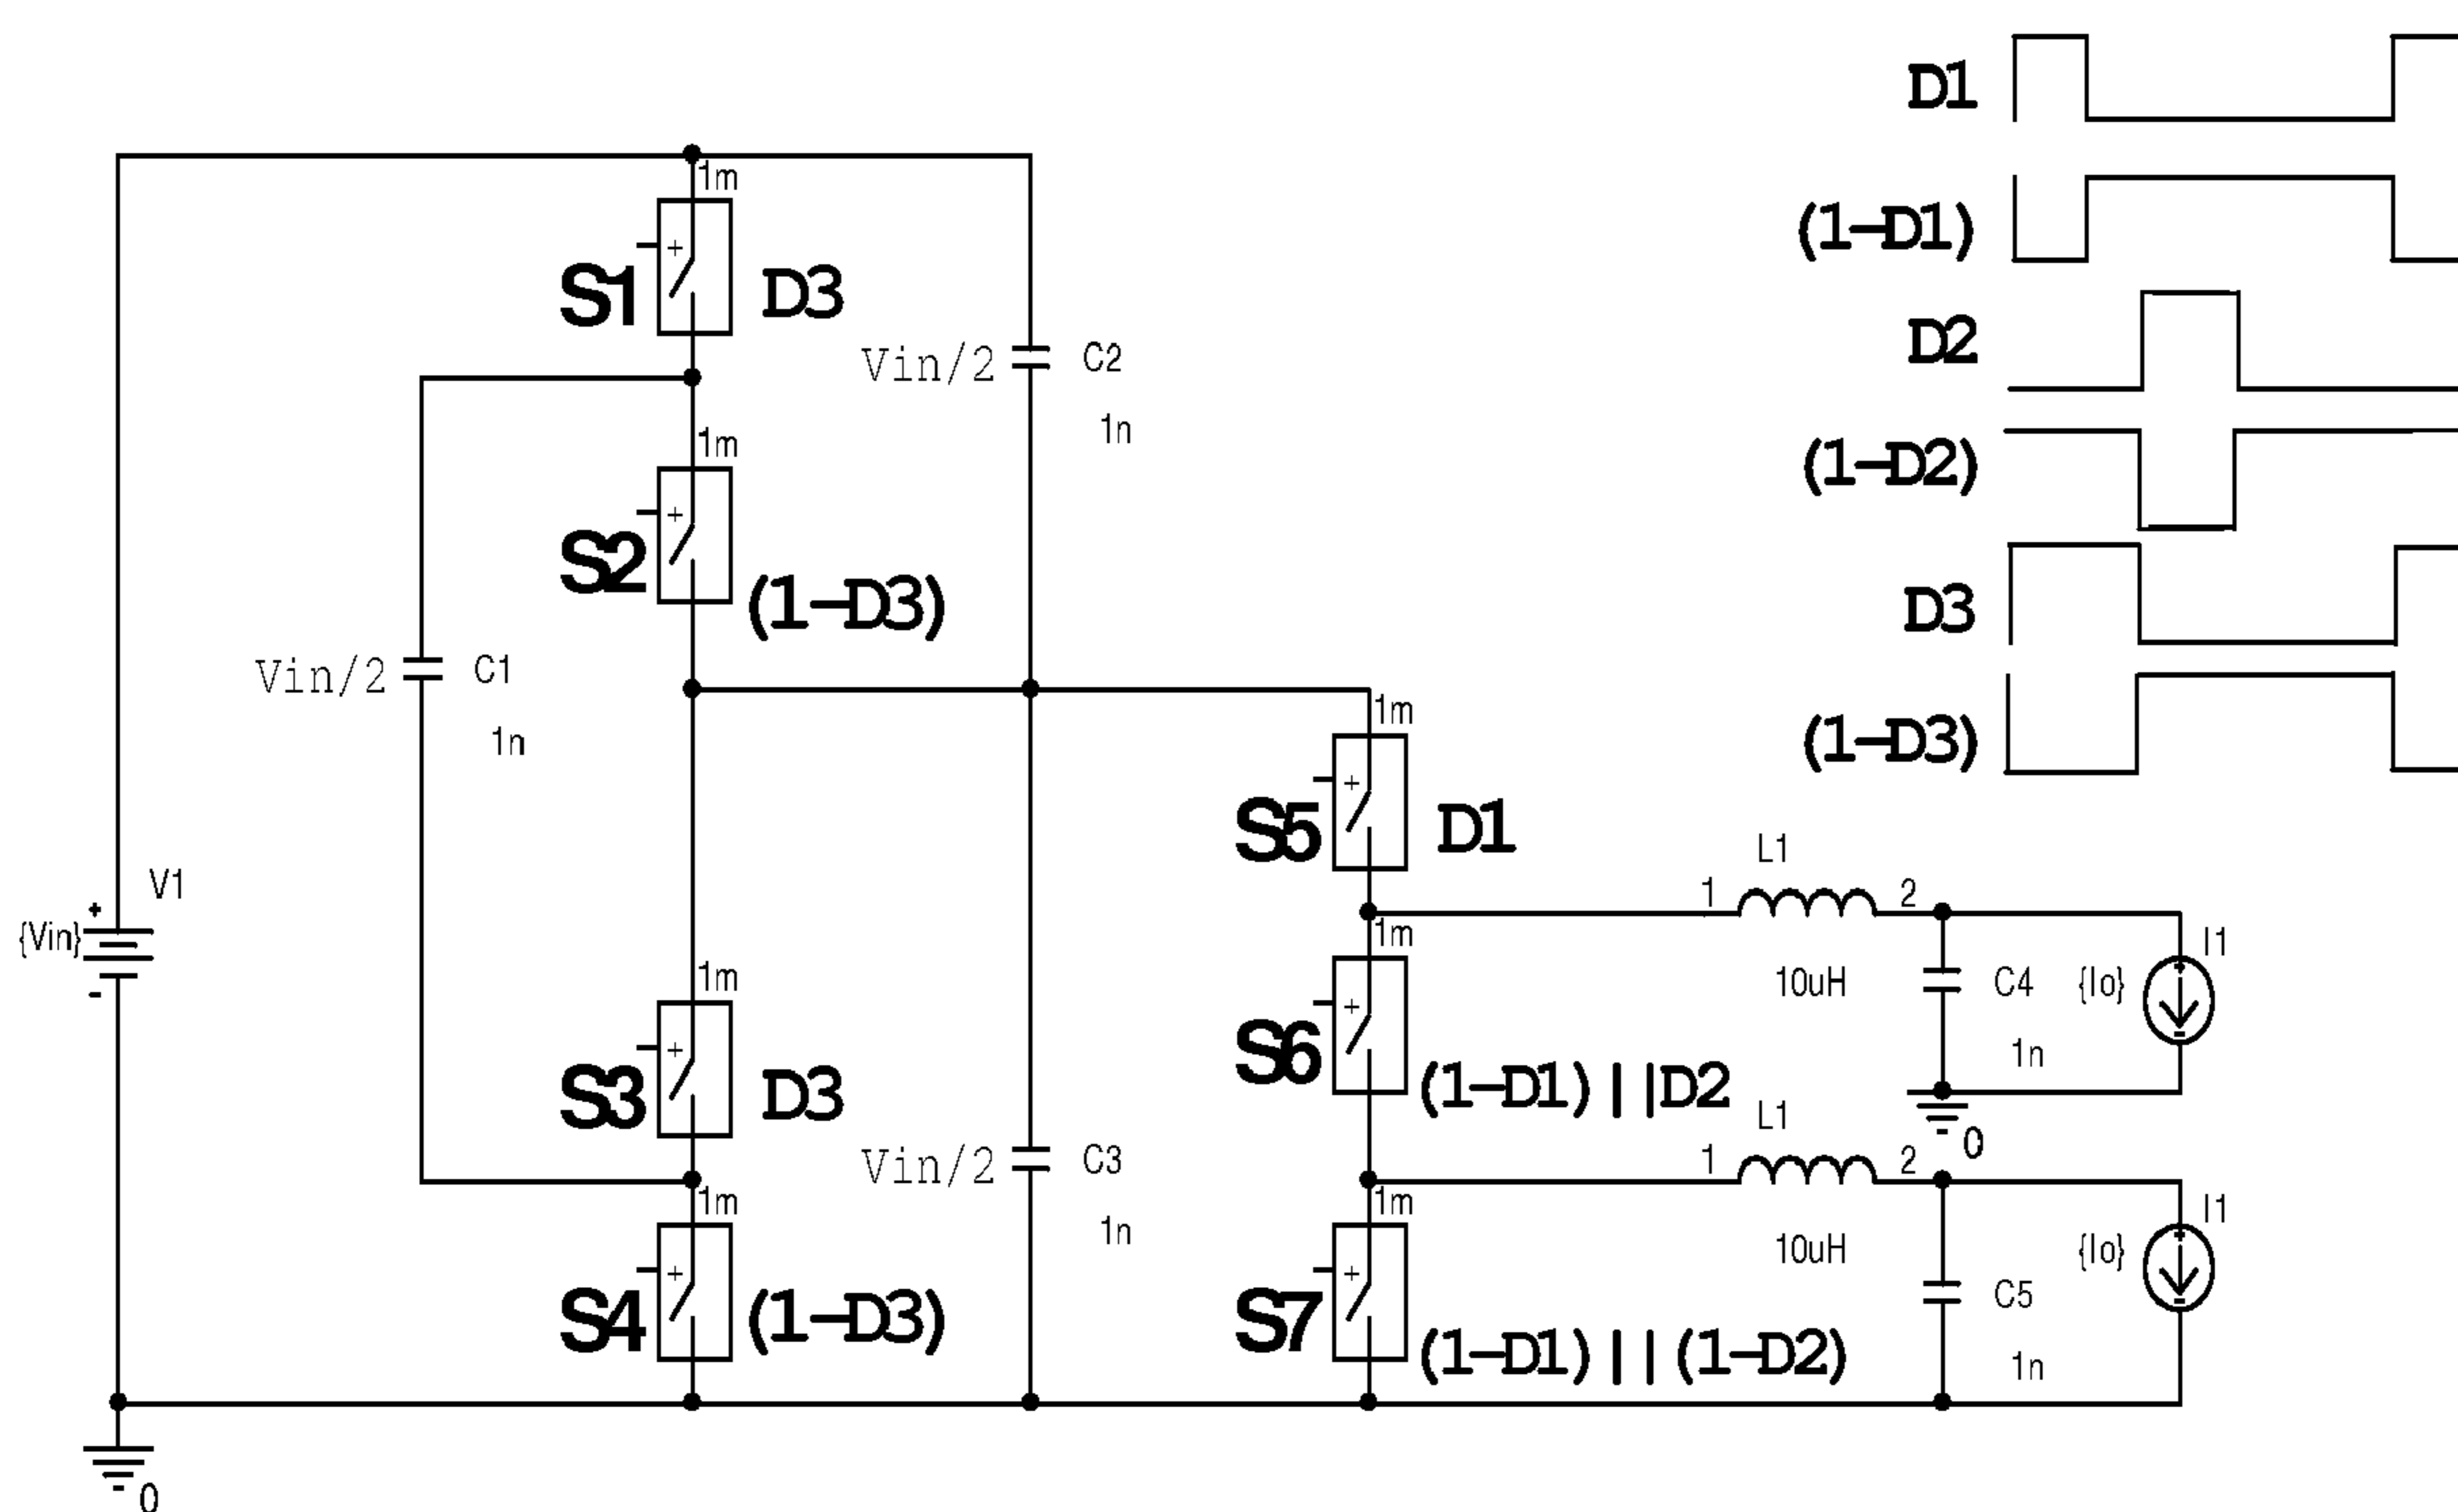 D1
1m
S1
D3
(1-D1)
Vin/2
C2
D2
1n
1m
(1-D2)
S2
(1-D3)
D3
Vin/2
C1
1n
1m
(1-D3)
+
S5
D1
V1
{Vin}
-
L1
1
2
1m
10uH
C4
{Io}
I1
1n
1m
S3
D3
S6
(1-D1)||D2
0
Vin/2
C3
1n
L1
1
2
1m
1m
10uH
C5
{Io}
I1
1n
S4
(1-D3)
S7
(1-D1)||(1-D2)
0